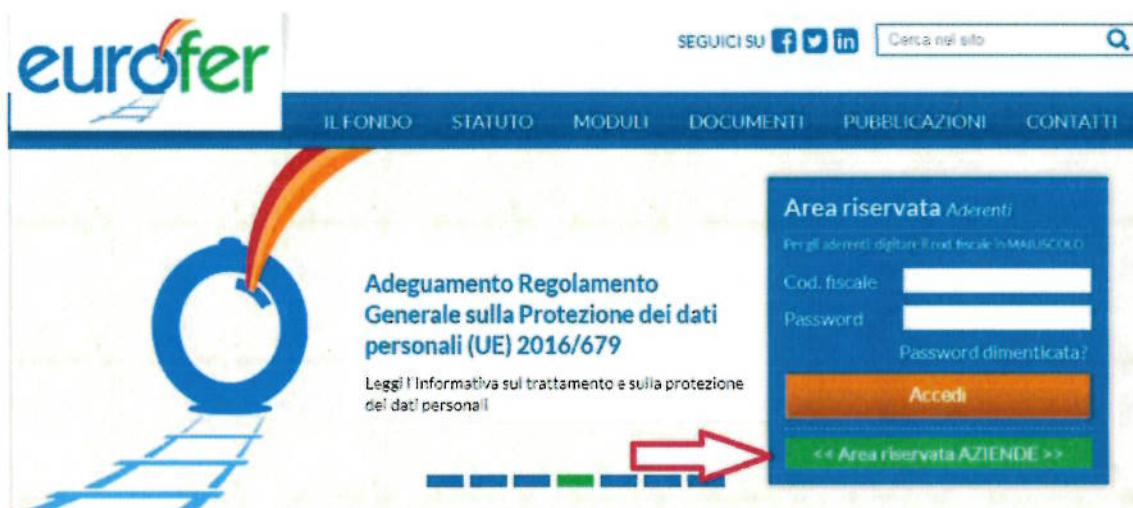 eurofer
SEGUICI SU
Cerca nel sito
IL FONDO STATUTO MODULI DOCUMENTI PUBBLICAZIONI CONTATTI
Adeguamento Regolamento
Generale sulla Protezione dei dati
personali (UE) 2016/679
Leggi l'Informativa sul trattamento e sulla protezione
dei dati personali
Area riservata Aderenti
Per gli aderenti digitare il cod fiscale in MAIUSCOLO
Cod. fiscale
Password
Password dimenticata?
Accedi
<< Area riservata AZIENDE >>